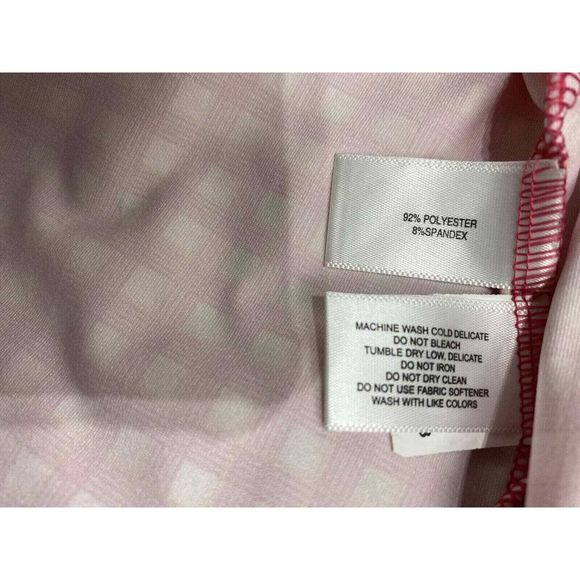 92% POLYESTER
8%SPANDEX
MACHINE WASH COLD DELICATE
DO NOT BLEACH
TUMBLE DRY LOW, DELICATE
DO NOT IRON
DO NOT DRY CLEAN
DO NOT USE FABRIC SOFTENER
WASH WITH LIKE COLORS